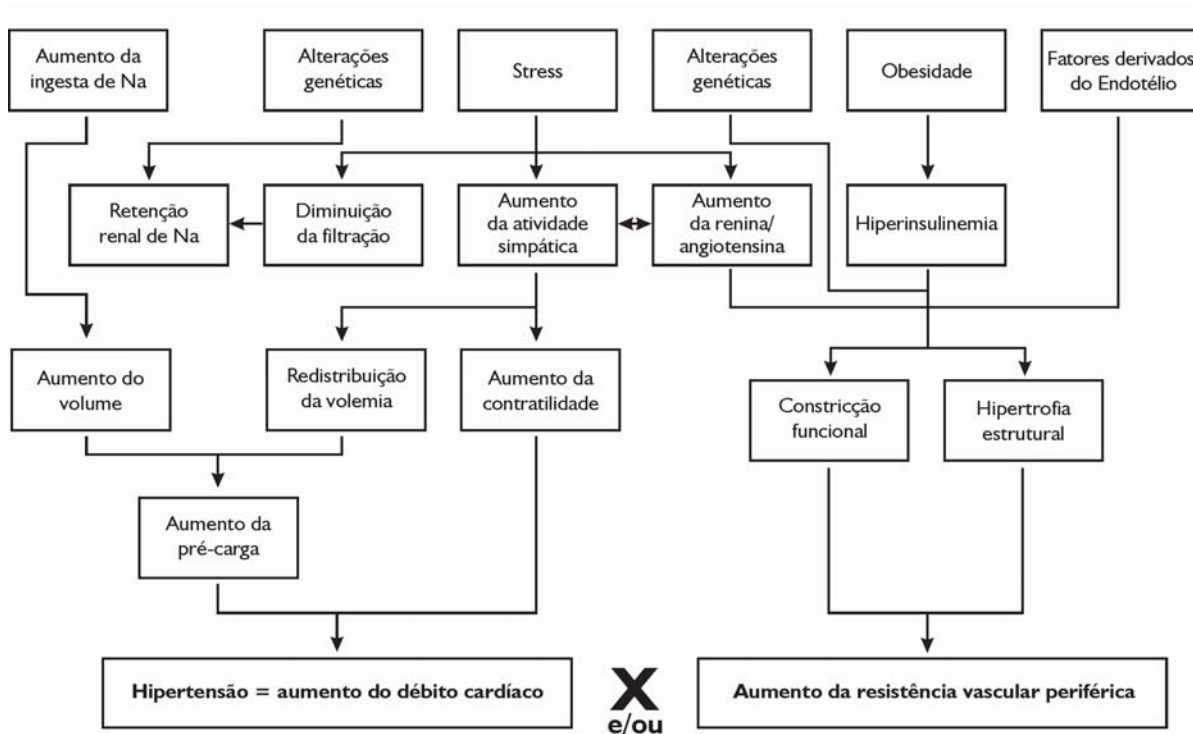 Aumento da
ingesta de Na
Alterações
genéticas
Stress
Alterações
genéticas
Obesidade
Fatores derivados
do Endotélio
Retenção
renal de Na
Diminuição
da filtração
Aumento
da atividade
simpática
Aumento
da renina/
angiotensina
Hiperinsulinemia
Aumento do
volume
Redistribuição
da volemia
Aumento da
contratilidade
Constricção
funcional
Hipertrofia
estrutural
Aumento da
pré-carga
Hipertensão = aumento do débito cardíaco
X
e/ou
Aumento da resistência vascular periférica